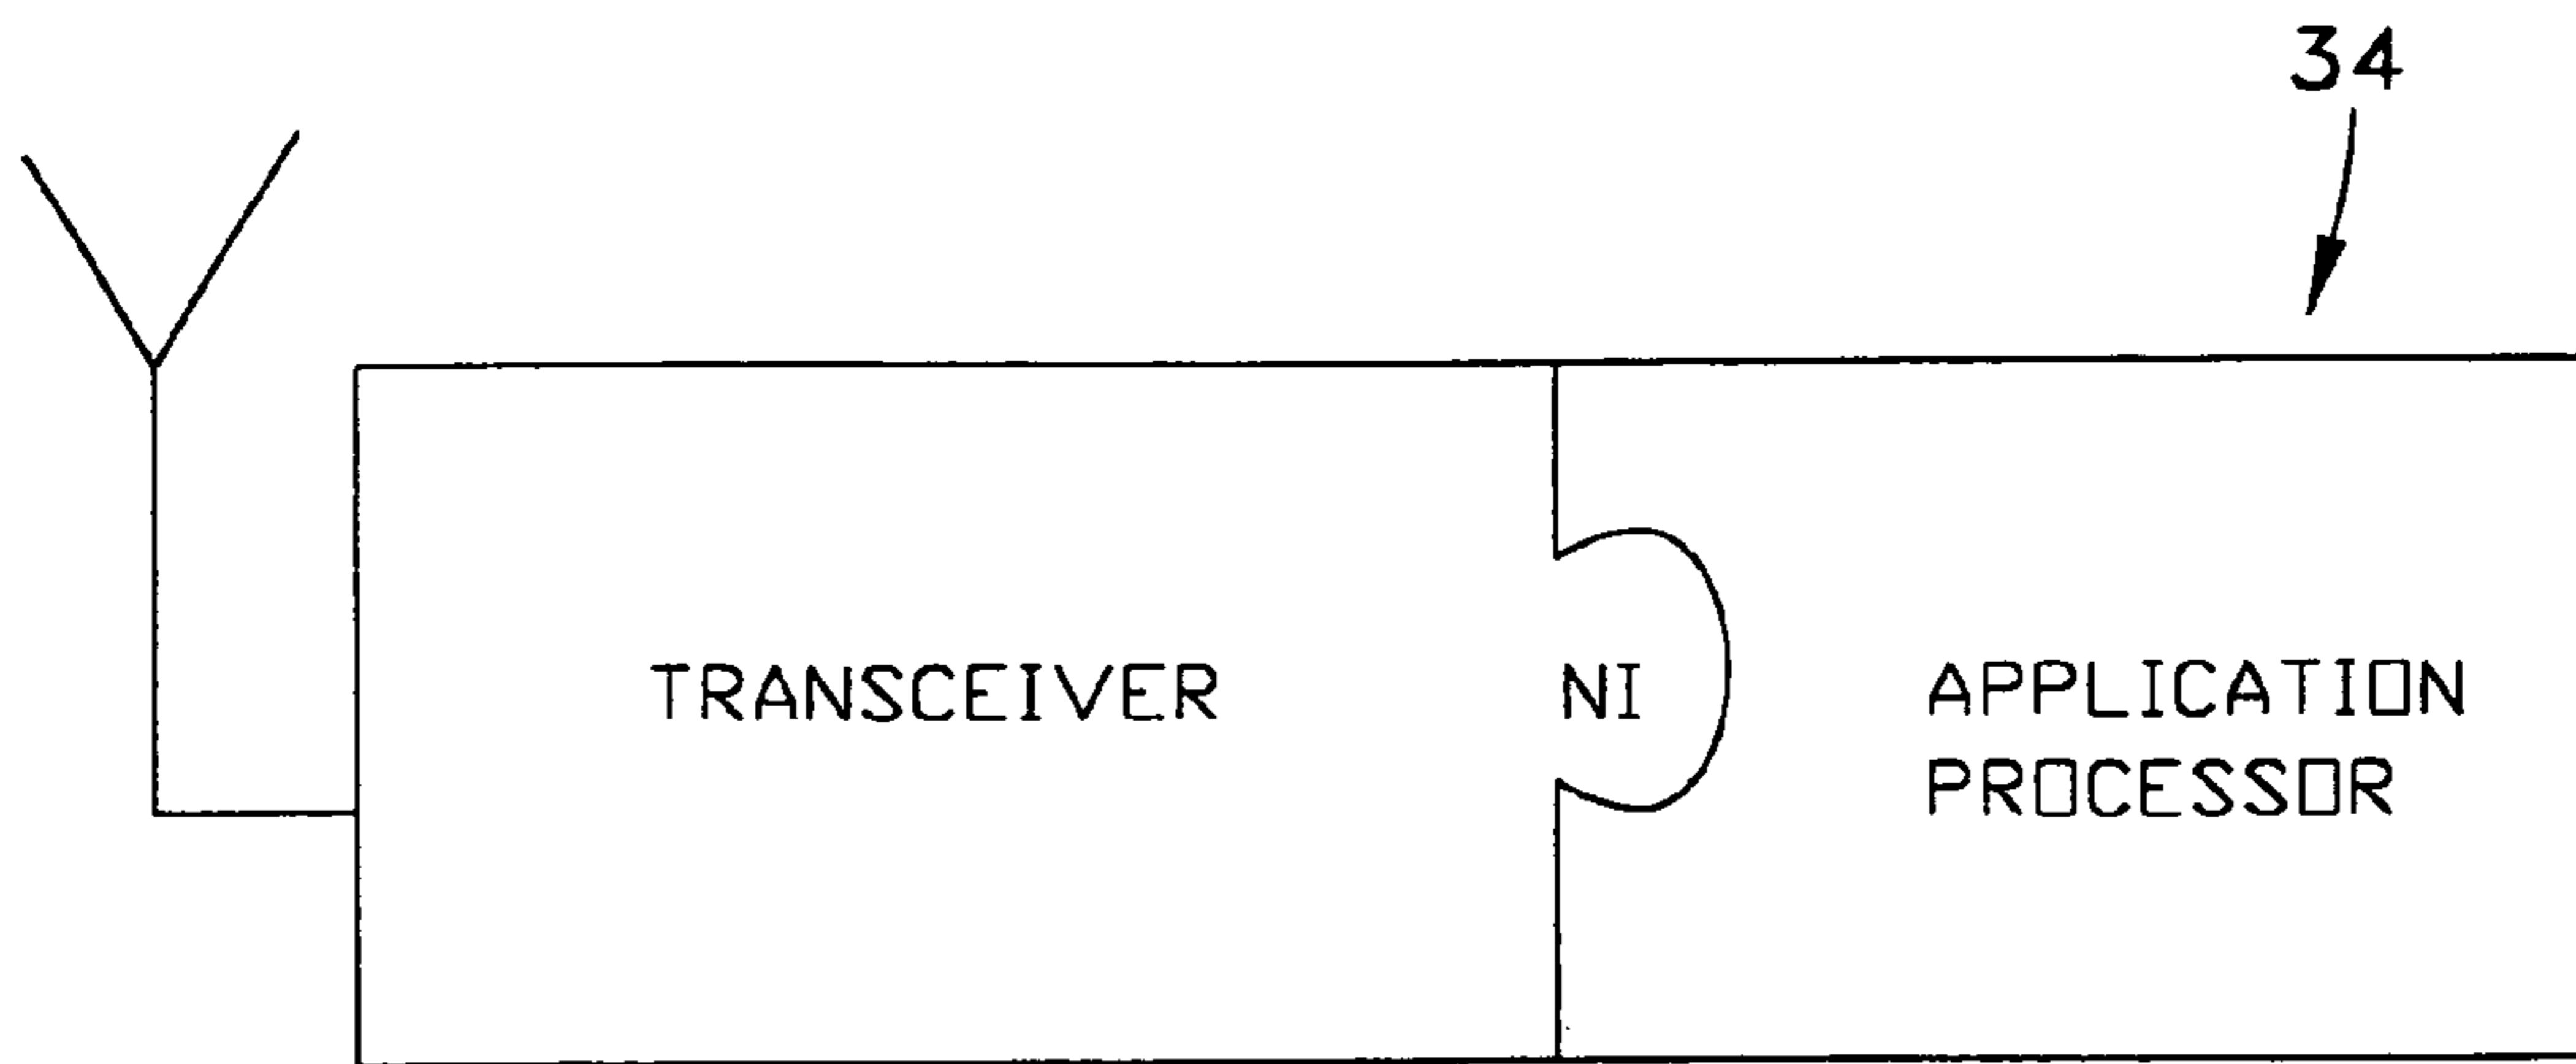 34
TRANSCEIVER
NI
APPLICATION
PROCESSOR